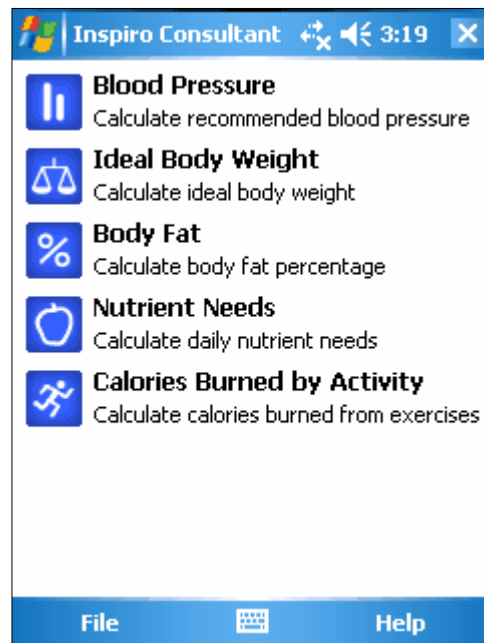 Inspiro Consultant 3:19
Blood Pressure
Calculate recommended blood pressure
Ideal Body Weight
Calculate ideal body weight
% Body Fat
Calculate body fat percentage
Nutrient Needs
Calculate daily nutrient needs
Calories Burned by Activity
Calculate calories burned from exercises
File Help